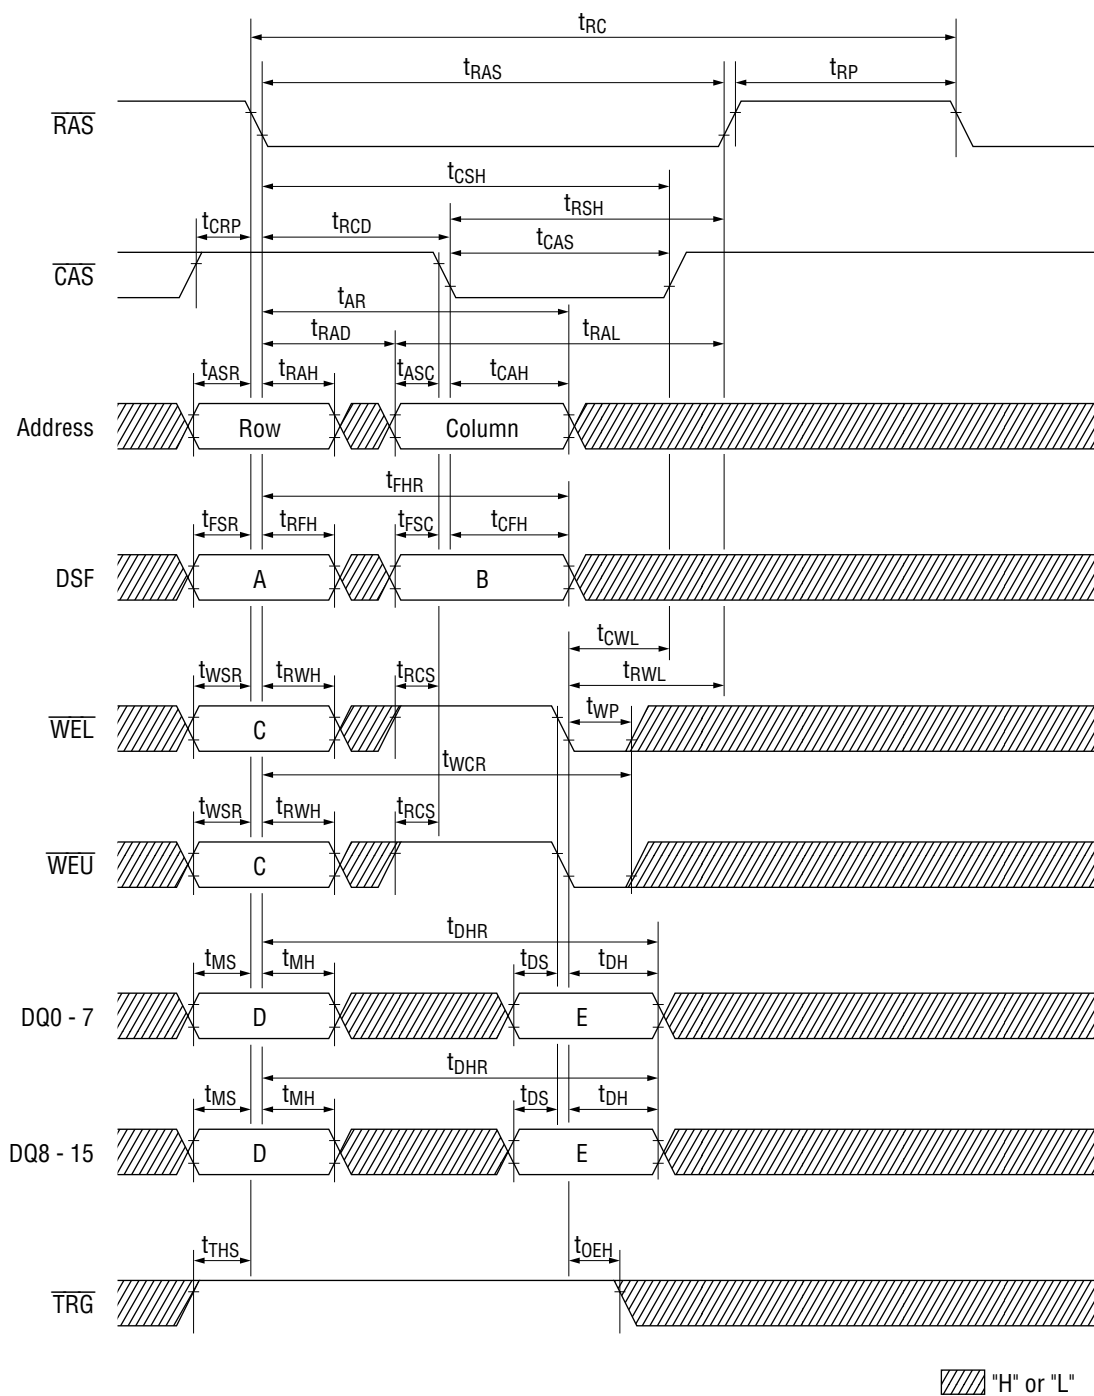 tRC
tRAS tRP
RAS
tCSH
tRSH
tCRP tRCD
tCAS
CAS
tAR
tRAD tRAL
tASR tRAH tASC tCAH
Address Row Column
tFHR
tFSR tRFH tFSC tCFH
DSF A B
tCWL
tWSR tRWH tRCS tRWL
tWP
WEL C
tWCR
tWSR tRWH tRCS
WEU C
tDHR
tMS tMH tDS tDH
DQ0 - 7 D E
tDHR
tMS tMH tDS tDH
DQ8 - 15 D E
tTHS tOEH
TRG
"H" or "L"